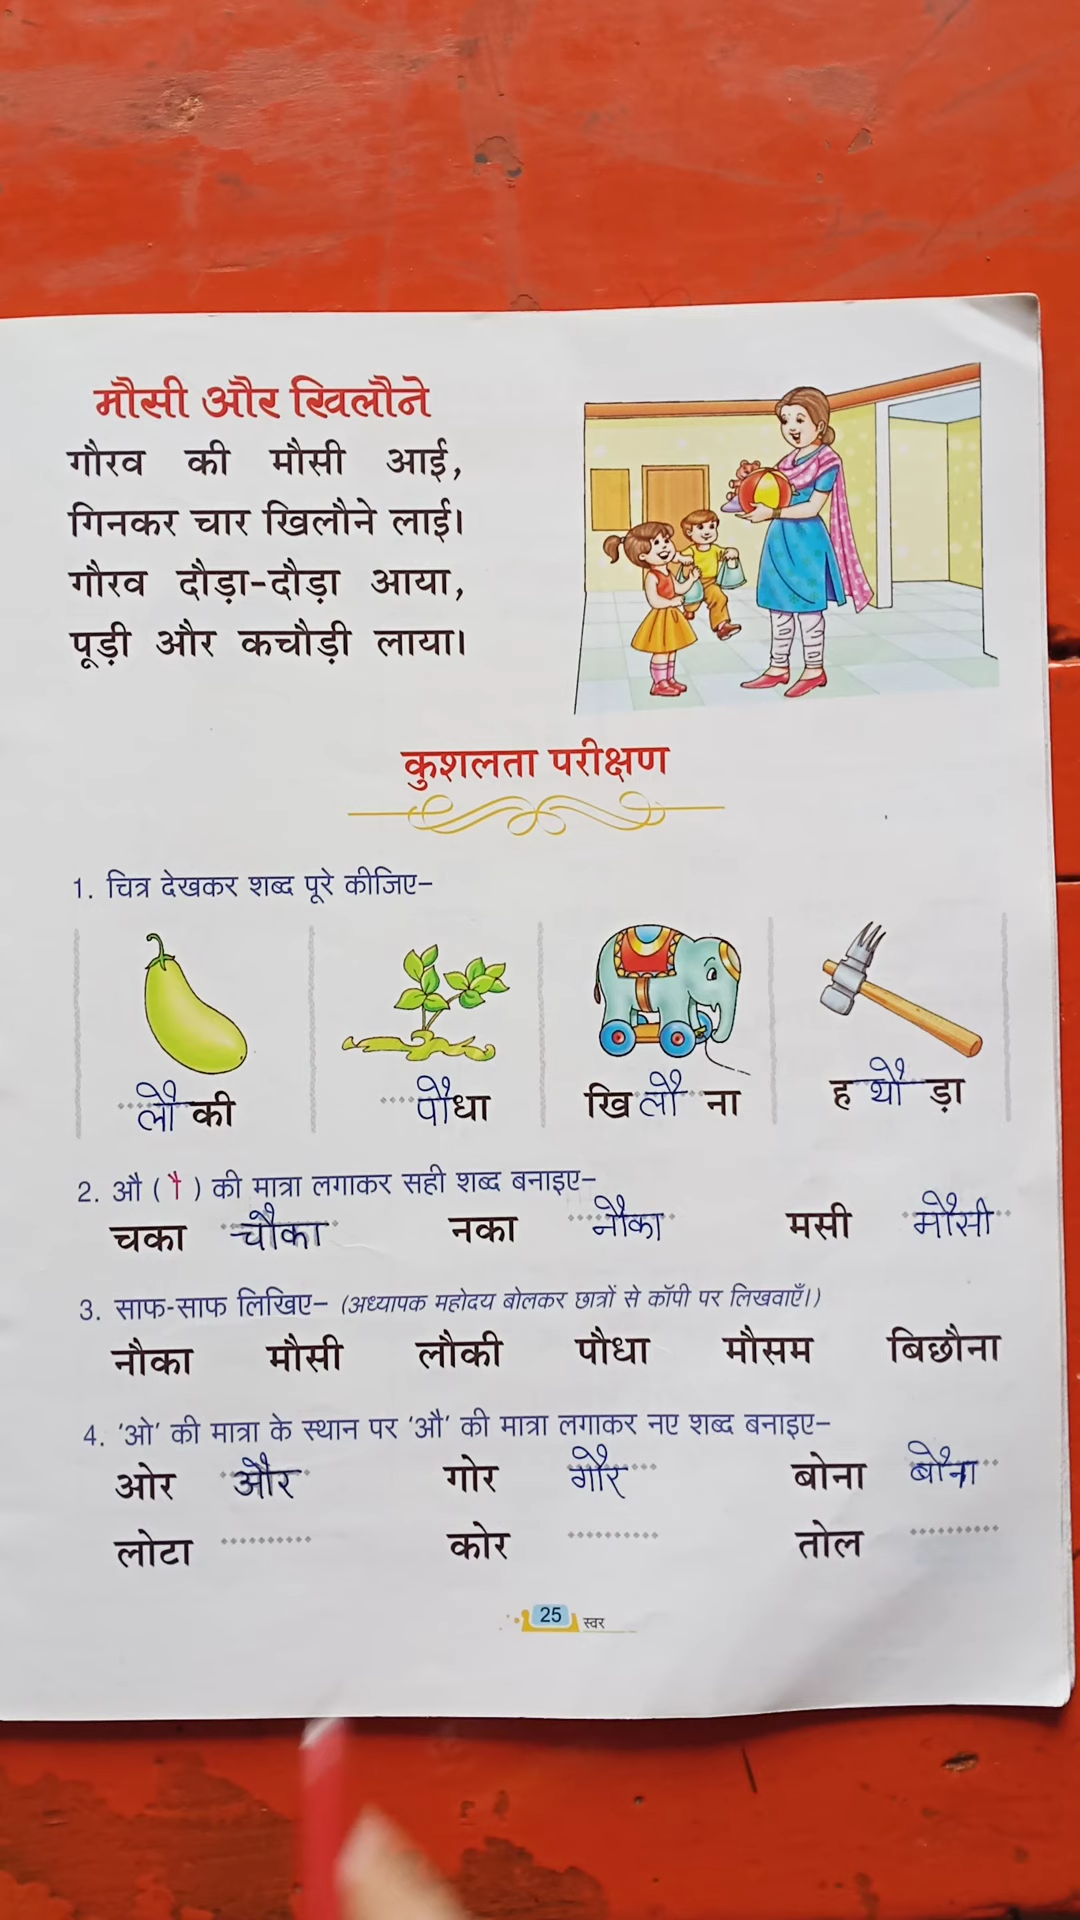 मौसी और खिलौने
गौरव की मौसी आई,
गिनकर चार खिलौने लाई।
गौरव दौड़ा-दौड़ा आया,
पूड़ी और कचौड़ी लाया।
कुशलता परीक्षण
1. चित्र देखकर शब्द पूरे कीजिए–
लौकी पौधा खिलौना हथौड़ा
2. औ ( ौ ) की मात्रा लगाकर सही शब्द बनाइए–
चका चौका नका नौका मसी मौसी
3. साफ-साफ लिखिए– (अध्यापक महोदय बोलकर छात्रों से कॉपी पर लिखवाएँ।)
नौका मौसी लौकी पौधा मौसम बिछौना
4. ‘ओ’ की मात्रा के स्थान पर ‘औ’ की मात्रा लगाकर नए शब्द बनाइए–
ओर और गोर गौर बोना बौना
लोटा कोर तोल
25 स्वर